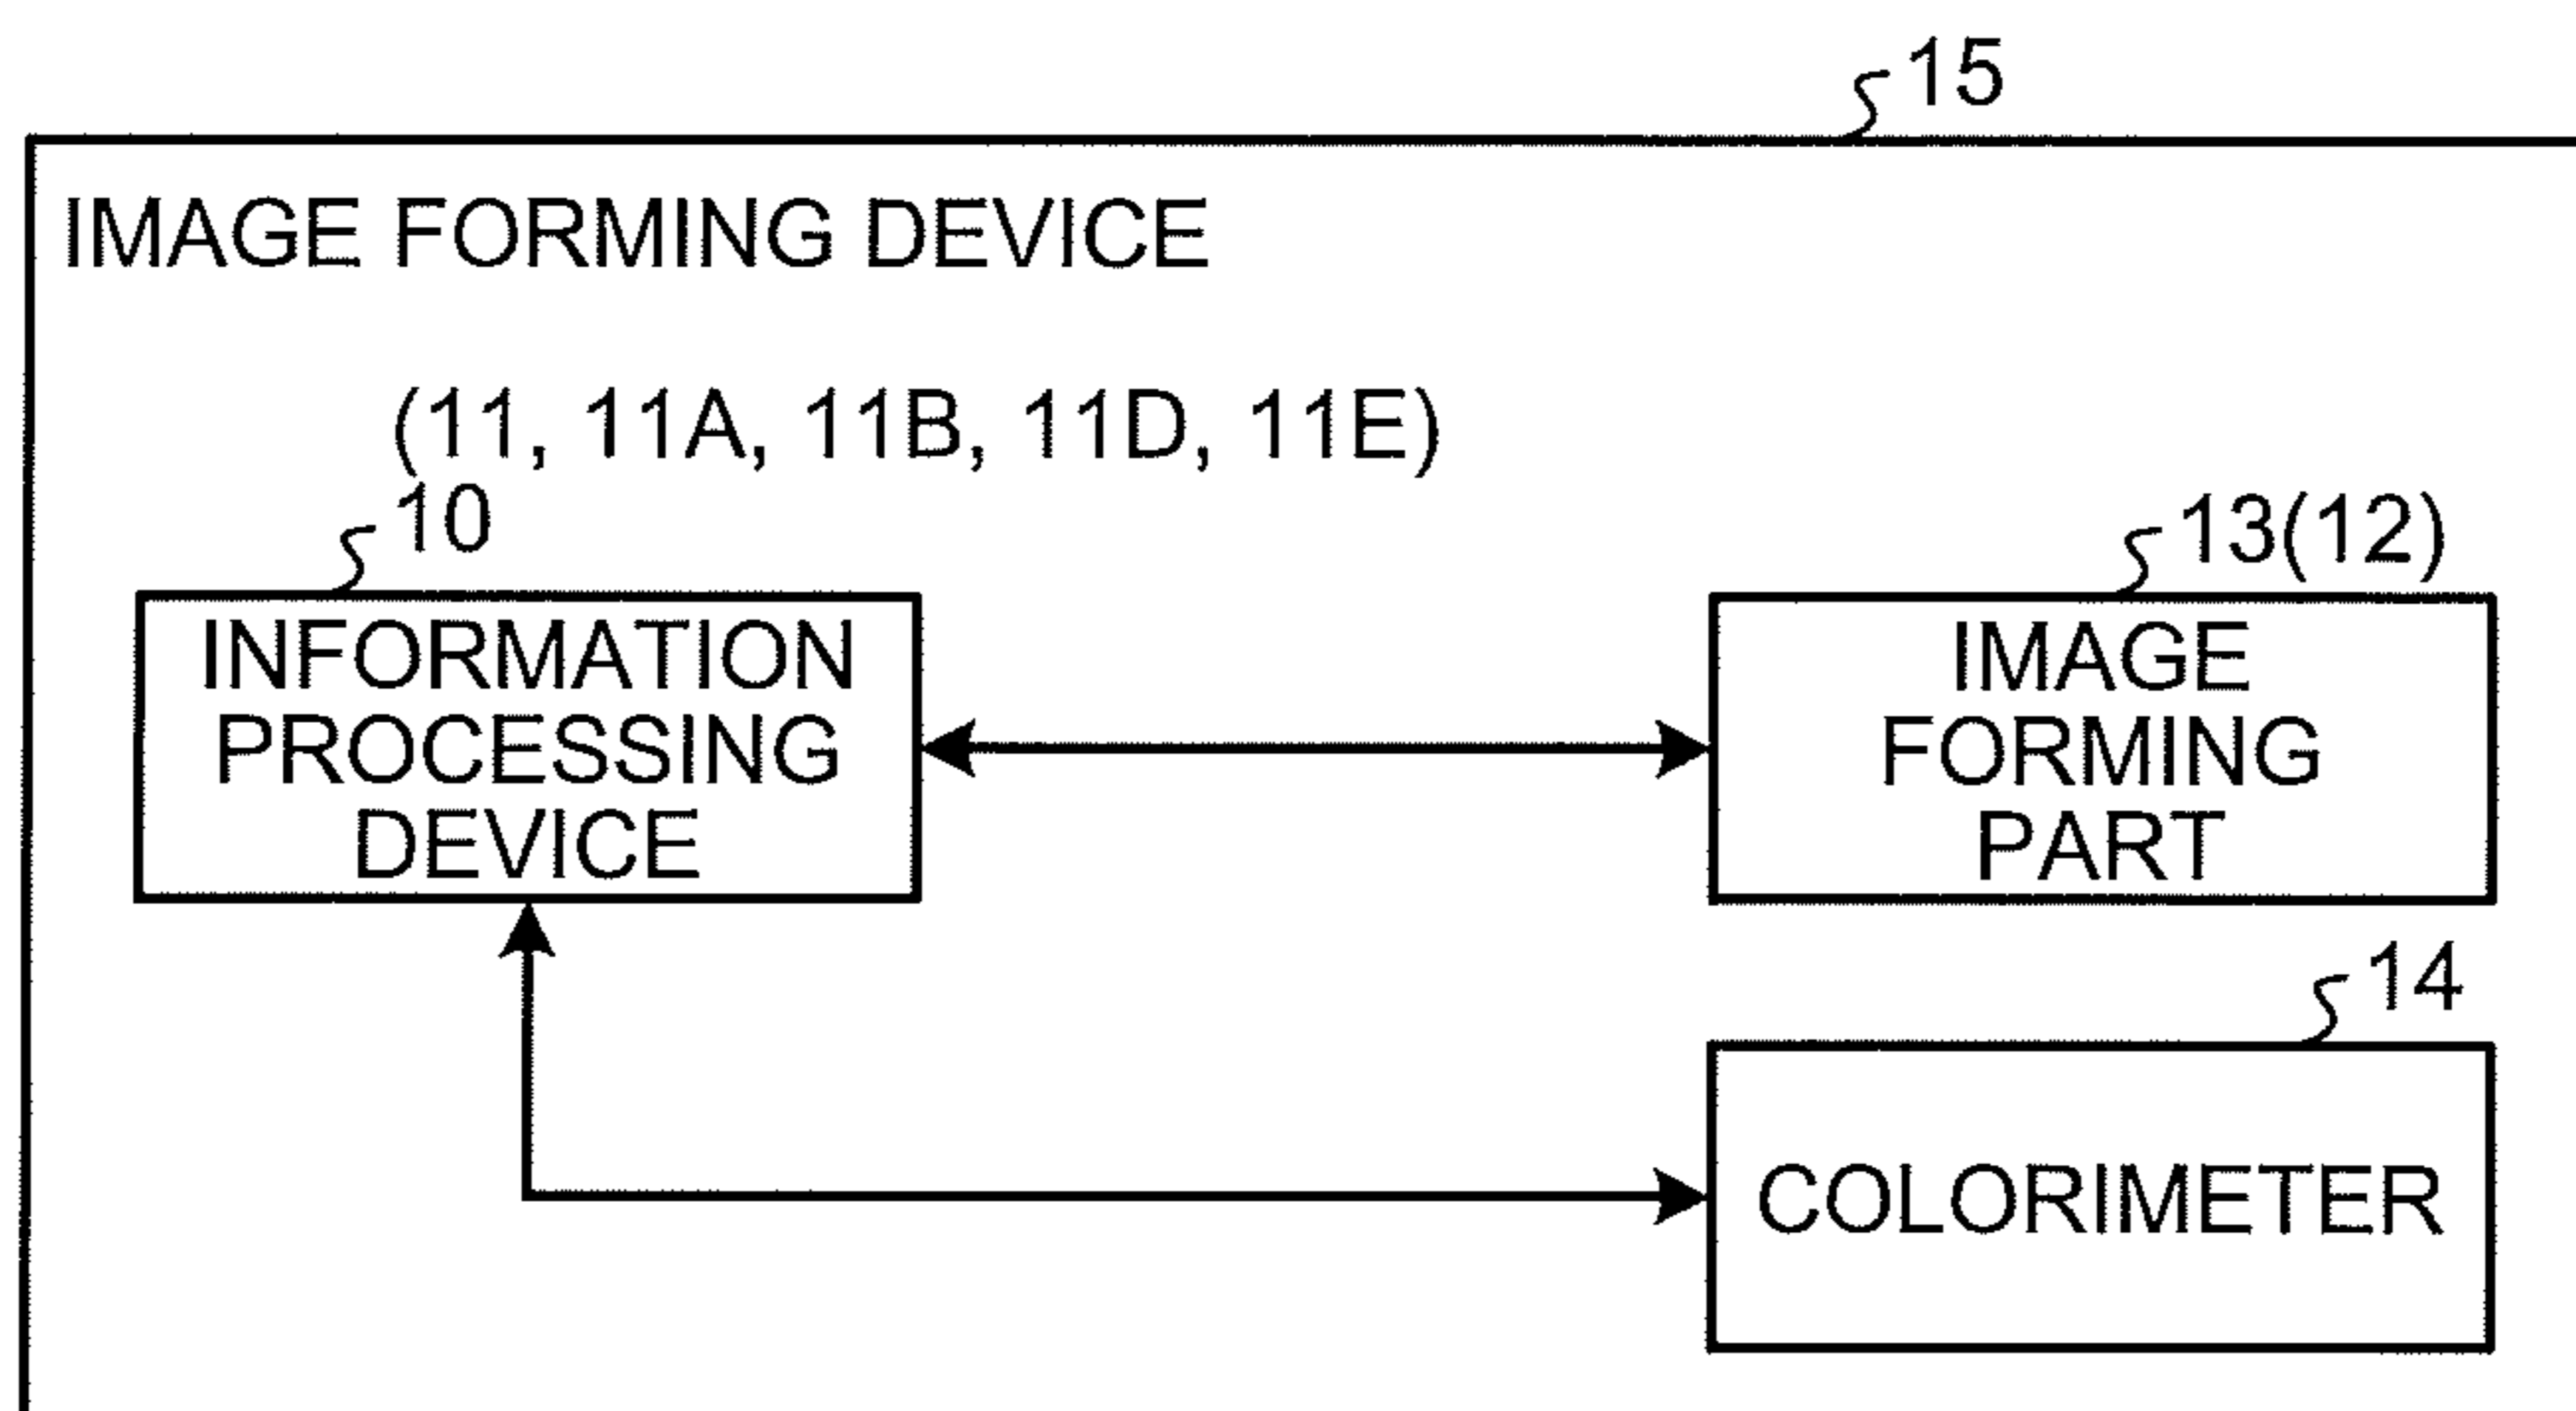 15
IMAGE FORMING DEVICE
(11, 11A, 11B, 11D, 11E)
10
13(12)
INFORMATION
PROCESSING
DEVICE
IMAGE
FORMING
PART
14
COLORIMETER